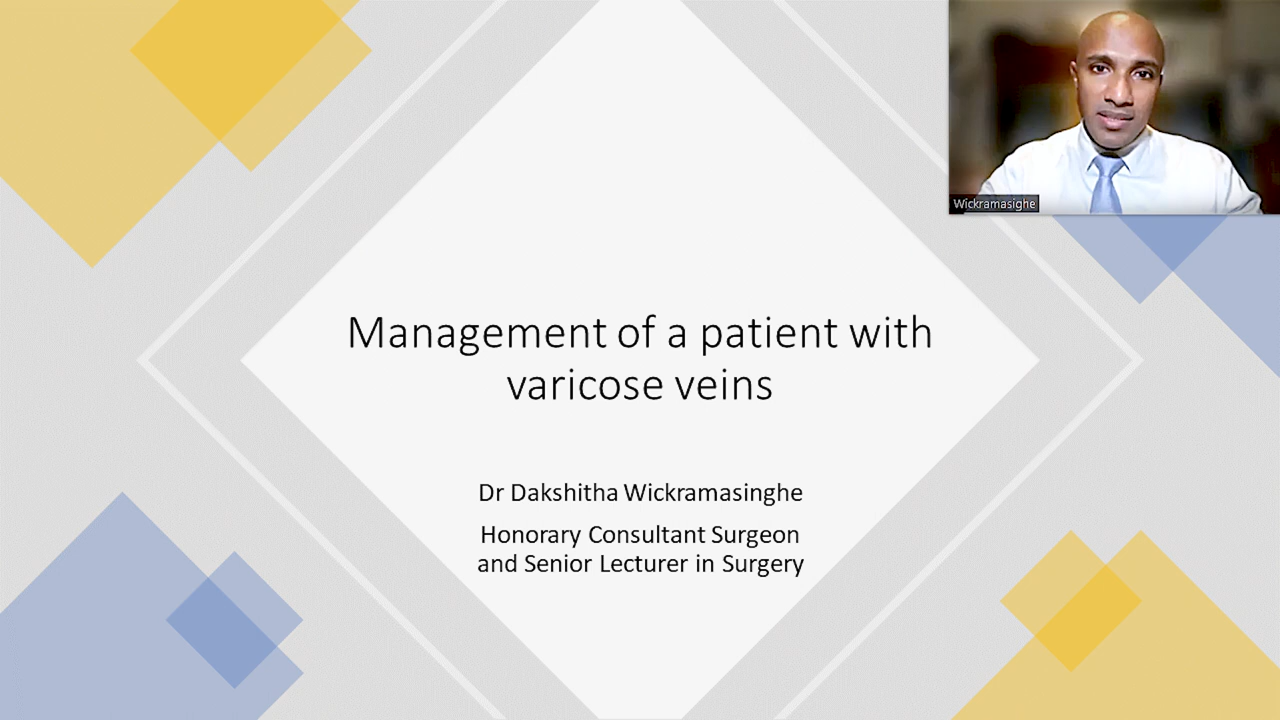 Wickramasighe
Management of a patient with
varicose veins
Dr Dakshitha Wickramasinghe
Honorary Consultant Surgeon
and Senior Lecturer in Surgery